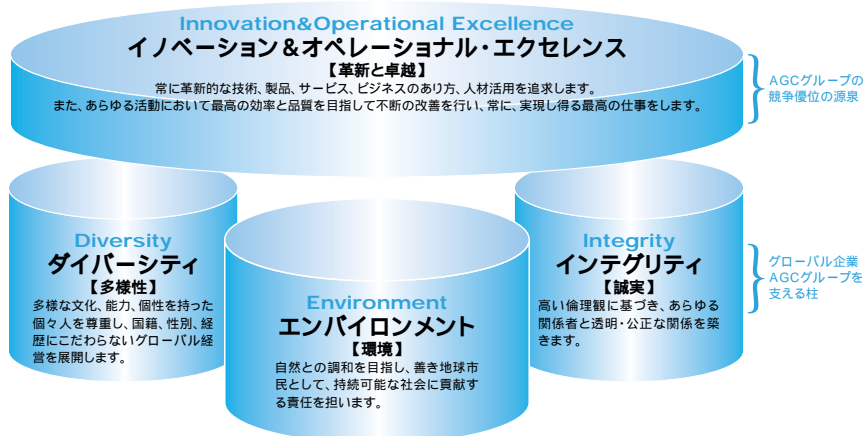 Innovation&Operational Excellence
イノベーション&オペレーショナル・エクセレンス
【革新と卓越】
常に革新的な技術、製品、サービス、ビジネスのあり方、人材活用を追求します。
また、あらゆる活動において最高の効率と品質を目指して不断の改善を行い、常に、実現し得る最高の仕事をします。
AGCグループの
競争優位の源泉
Diversity
ダイバーシティ
【多様性】
多様な文化、能力、個性を持った
個々人を尊重し、国籍、性別、経
歴にこだわらないグローバル経
営を展開します。
Environment
エンバイロンメント
【環境】
自然との調和を目指し、善き地球市
民として、持続可能な社会に貢献す
る責任を担います。
Integrity
インテグリティ
【誠実】
高い倫理観に基づき、あらゆる
関係者と透明・公正な関係を築
きます。
グローバル企業
AGCグループを
支える柱